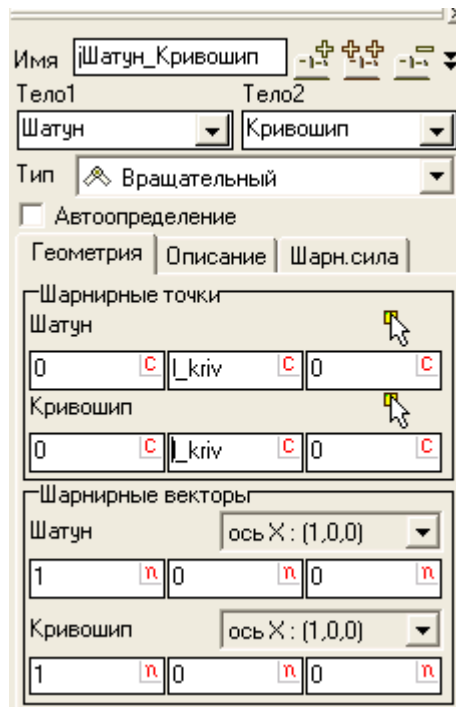 Имя jШатун_Кривошип
Тело1 Тело2
Шатун Кривошип
Тип Вращательный
Автоопределение
Геометрия Описание Шарн.сила
Шарнирные точки
Шатун
0 C l_kriv C 0 C
Кривошип
0 C l_kriv C 0 C
Шарнирные векторы
Шатун ось X : (1,0,0)
1 n 0 n 0 n
Кривошип ось X : (1,0,0)
1 n 0 n 0 n